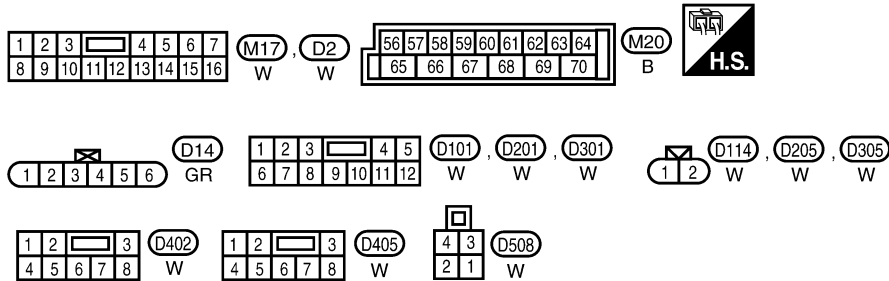 1 2 3 4 5 6 7
8 9 10 11 12 13 14 15 16
M17 , D2
W W
56 57 58 59 60 61 62 63 64
65 66 67 68 69 70
M20
B
H.S.
1 2 3 4 5 6
D14
GR
1 2 3 4 5
6 7 8 9 10 11 12
D101 , D201 , D301
W W W
1 2
D114 , D205 , D305
W W W
1 2 3
4 5 6 7 8
D402
W
1 2 3
4 5 6 7 8
D405
W
4 3
2 1
D508
W